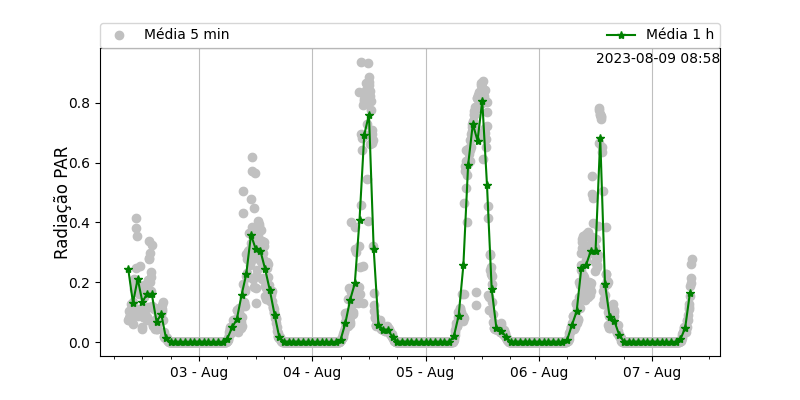 Média 5 min
Média 1 h
2023-08-09 08:58
Radiação PAR
0.8
0.6
0.4
0.2
0.0
03 - Aug
04 - Aug
05 - Aug
06 - Aug
07 - Aug